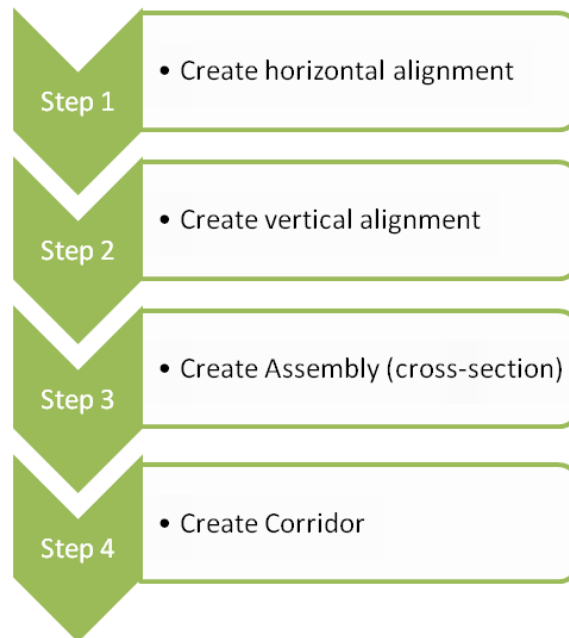 Step 1
• Create horizontal alignment
Step 2
• Create vertical alignment
Step 3
• Create Assembly (cross-section)
Step 4
• Create Corridor